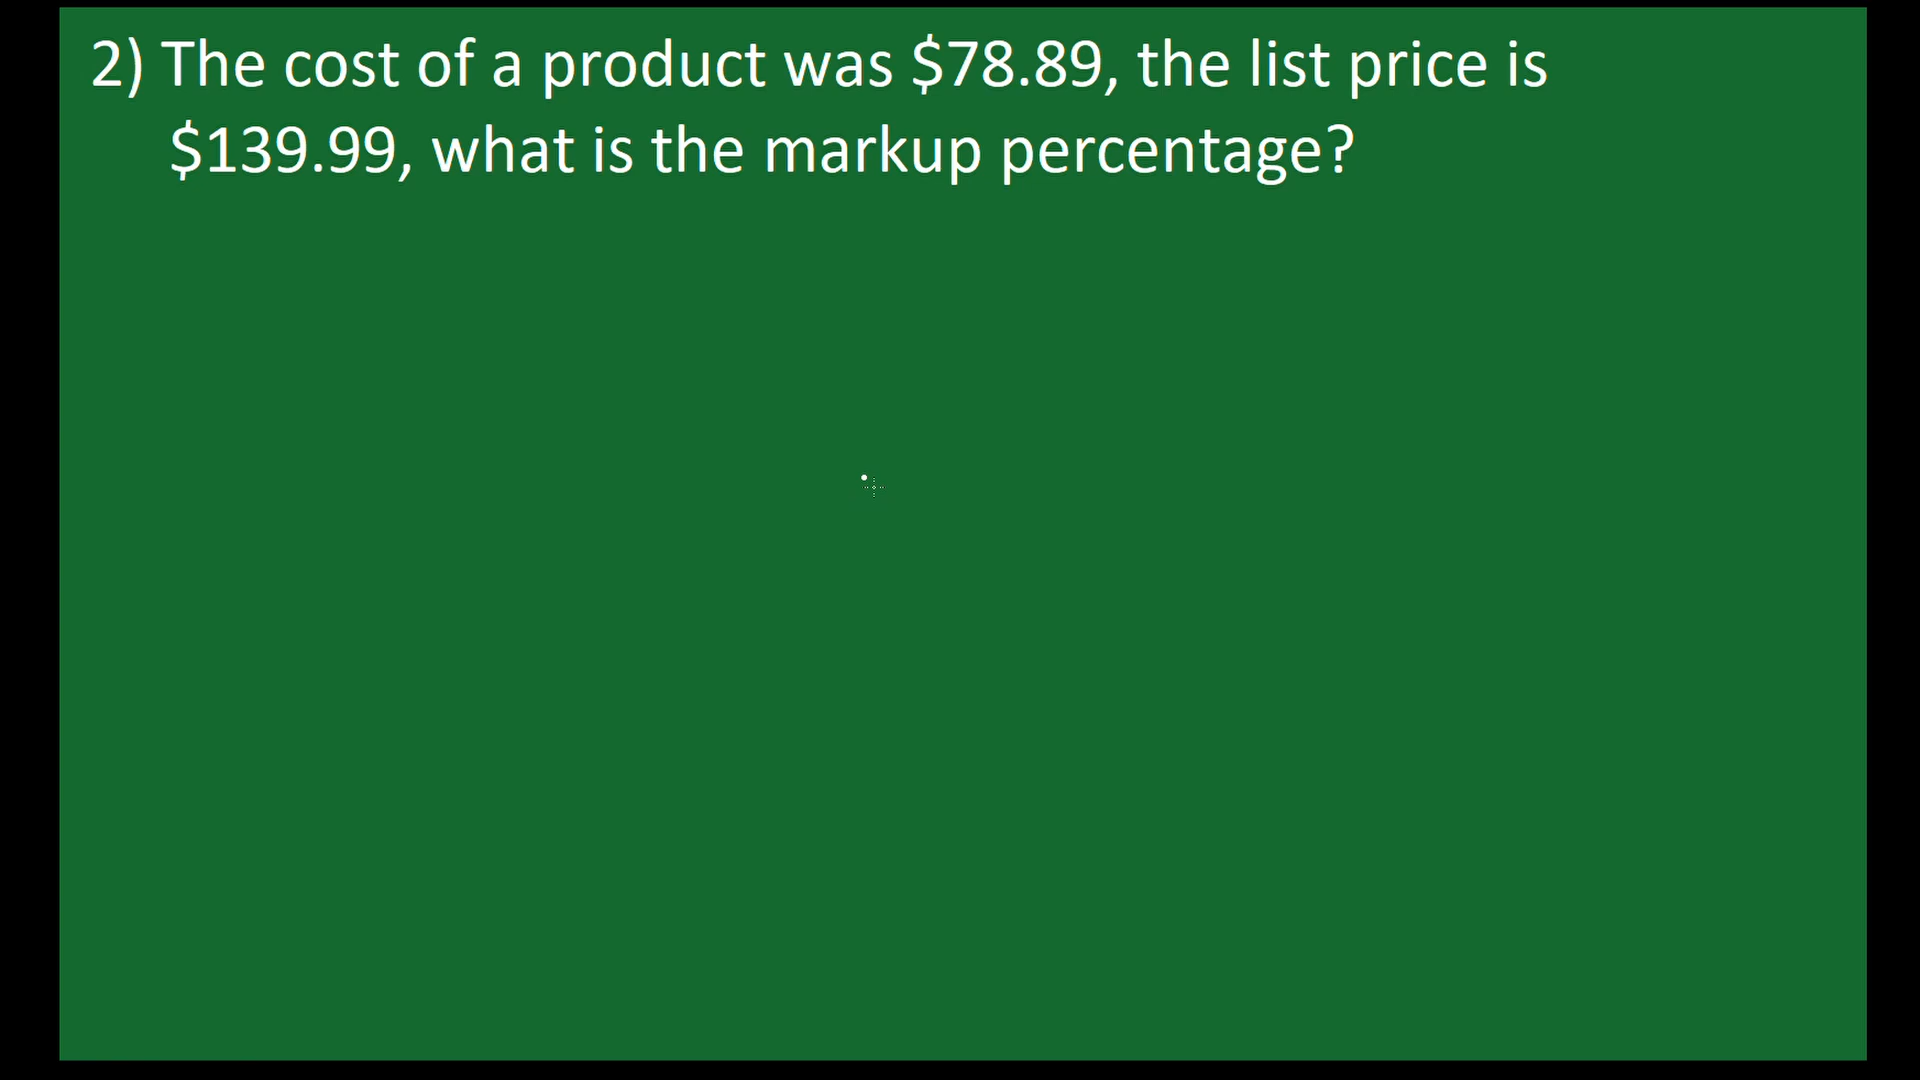 2) The cost of a product was $78.89, the list price is
$139.99, what is the markup percentage?